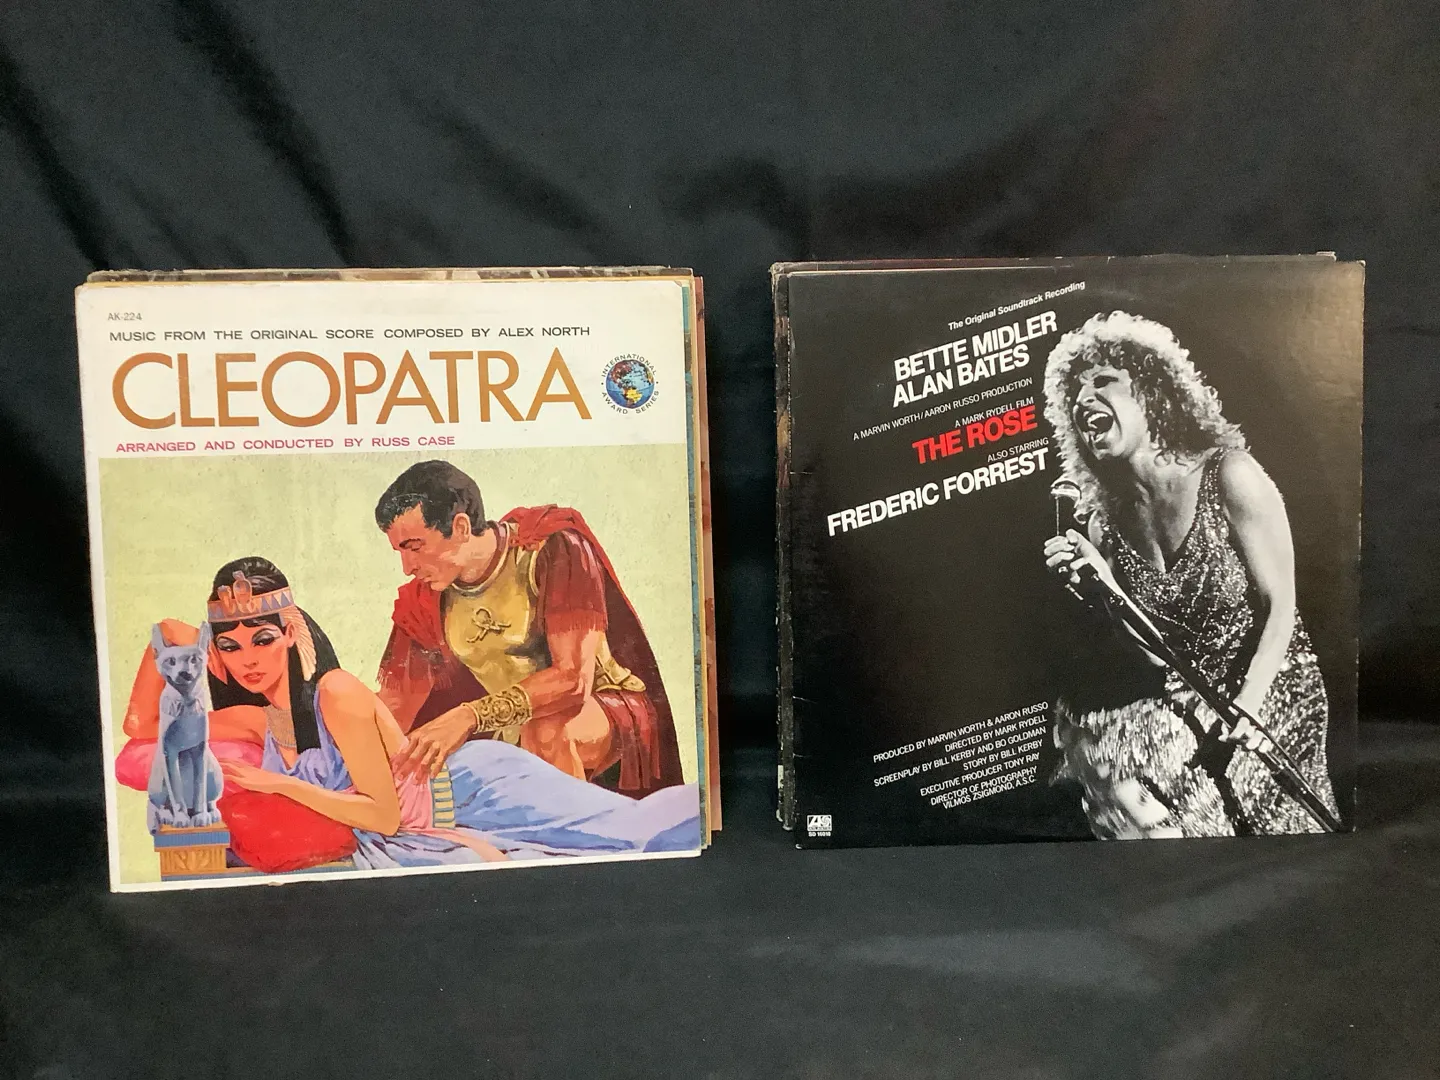 AK-224
MUSIC FROM THE ORIGINAL SCORE COMPOSED BY ALEX NORTH
CLEOPATRA
INTERNATIONAL AWARD SERIES
ARRANGED AND CONDUCTED BY RUSS CASE
The Original Soundtrack Recording
BETTE MIDLER
ALAN BATES
A MARVIN WORTH/AARON RUSSO PRODUCTION
A MARK RYDELL FILM
THE ROSE
ALSO STARRING
FREDERIC FORREST
PRODUCED BY MARVIN WORTH & AARON RUSSO
DIRECTED BY MARK RYDELL
SCREENPLAY BY BILL KERBY AND BO GOLDMAN
STORY BY BILL KERBY
EXECUTIVE PRODUCER TONY RAY
DIRECTOR OF PHOTOGRAPHY
VILMOS ZSIGMOND, A.S.C.
SD 16010